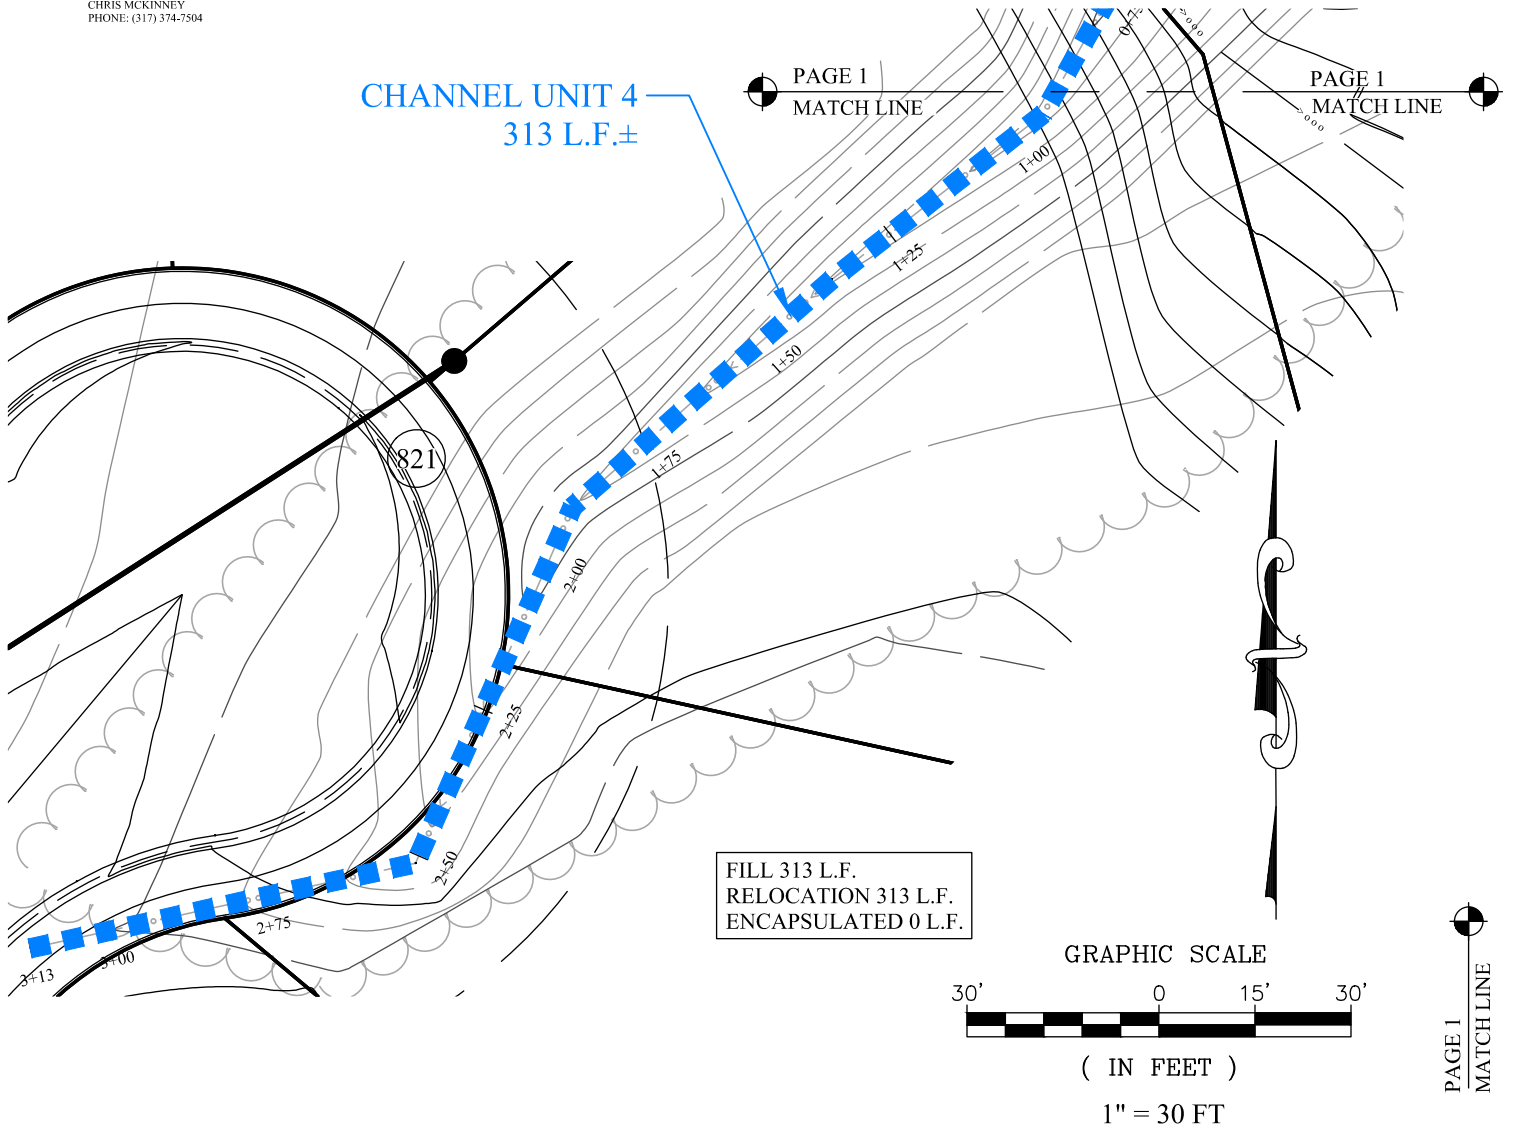 CHRIS MCKINNEY
PHONE: (317) 374-7504
CHANNEL UNIT 4
313 L.F.±
PAGE 1
MATCH LINE
PAGE 1
MATCH LINE
1+00
1+25
1+50
1+75
2+00
2+25
2+50
2+75
3+00
3+13
821
FILL 313 L.F.
RELOCATION 313 L.F.
ENCAPSULATED 0 L.F.
GRAPHIC SCALE
30' 0 15' 30'
( IN FEET )
1" = 30 FT
PAGE 1
MATCH LINE